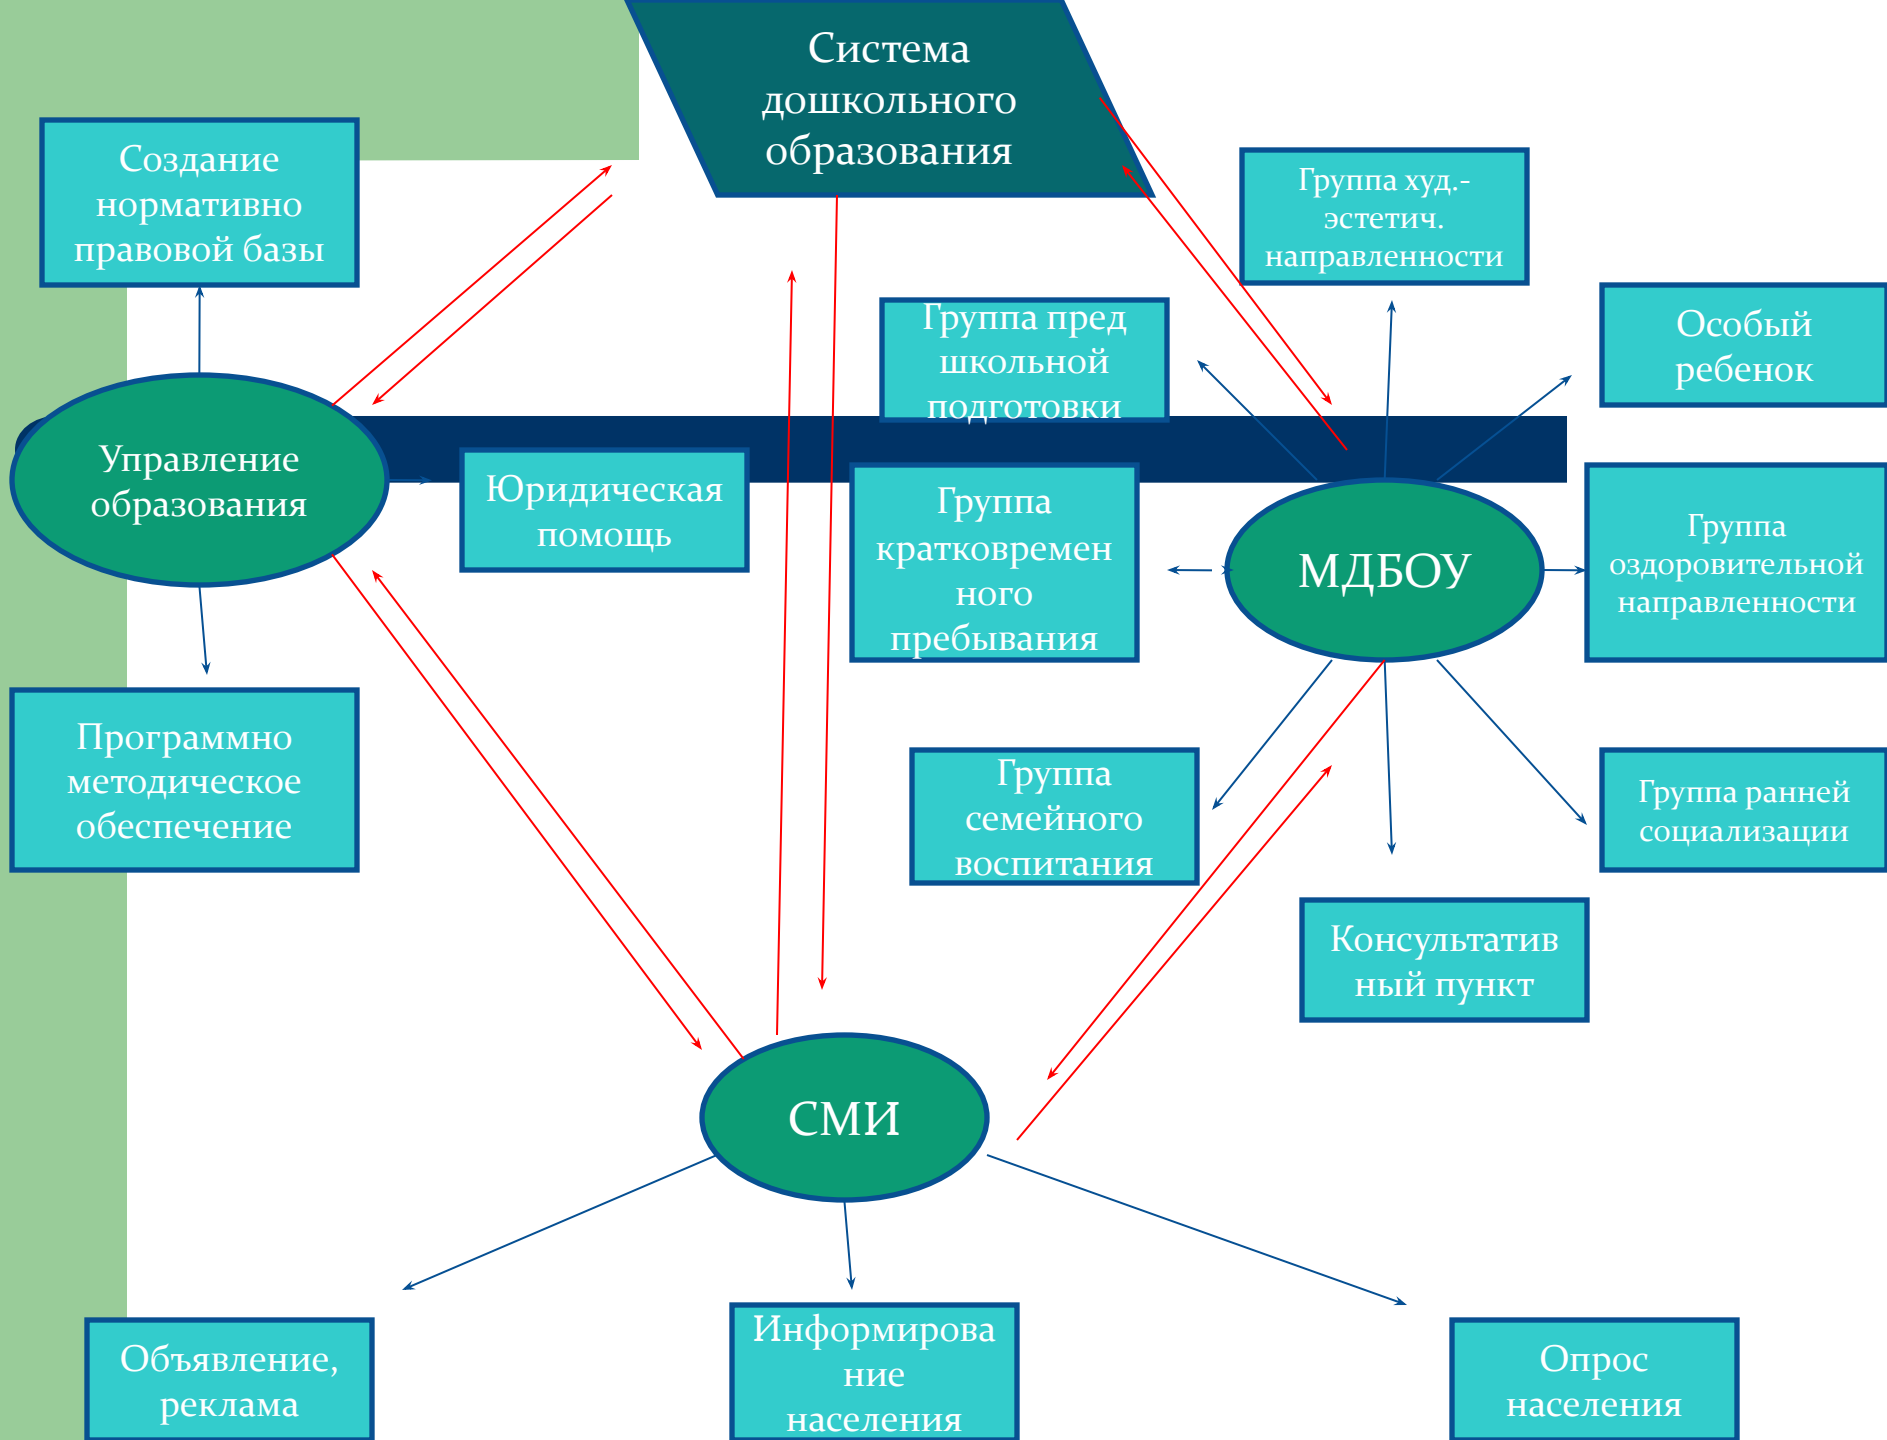 Система
дошкольного
образования
Создание
нормативно
правовой базы
Группа худ.-
эстетич.
направленности
Группа пред
школьной
подготовки
Особый
ребенок
Управление
образования
Юридическая
помощь
Группа
кратковремен
ного
пребывания
МДБОУ
Группа
оздоровительной
направленности
Программно
методическое
обеспечение
Группа
семейного
воспитания
Группа ранней
социализации
Консультатив
ный пункт
СМИ
Объявление,
реклама
Информирова
ние
населения
Опрос
населения